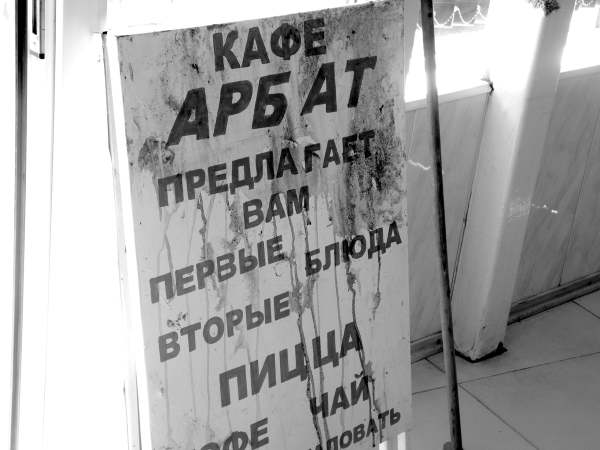 КАФЕ
АРБАТ
ПРЕДЛАГАЕТ
ВАМ
ПЕРВЫЕ БЛЮДА
ВТОРЫЕ
ПИЦЦА
ЧАЙ